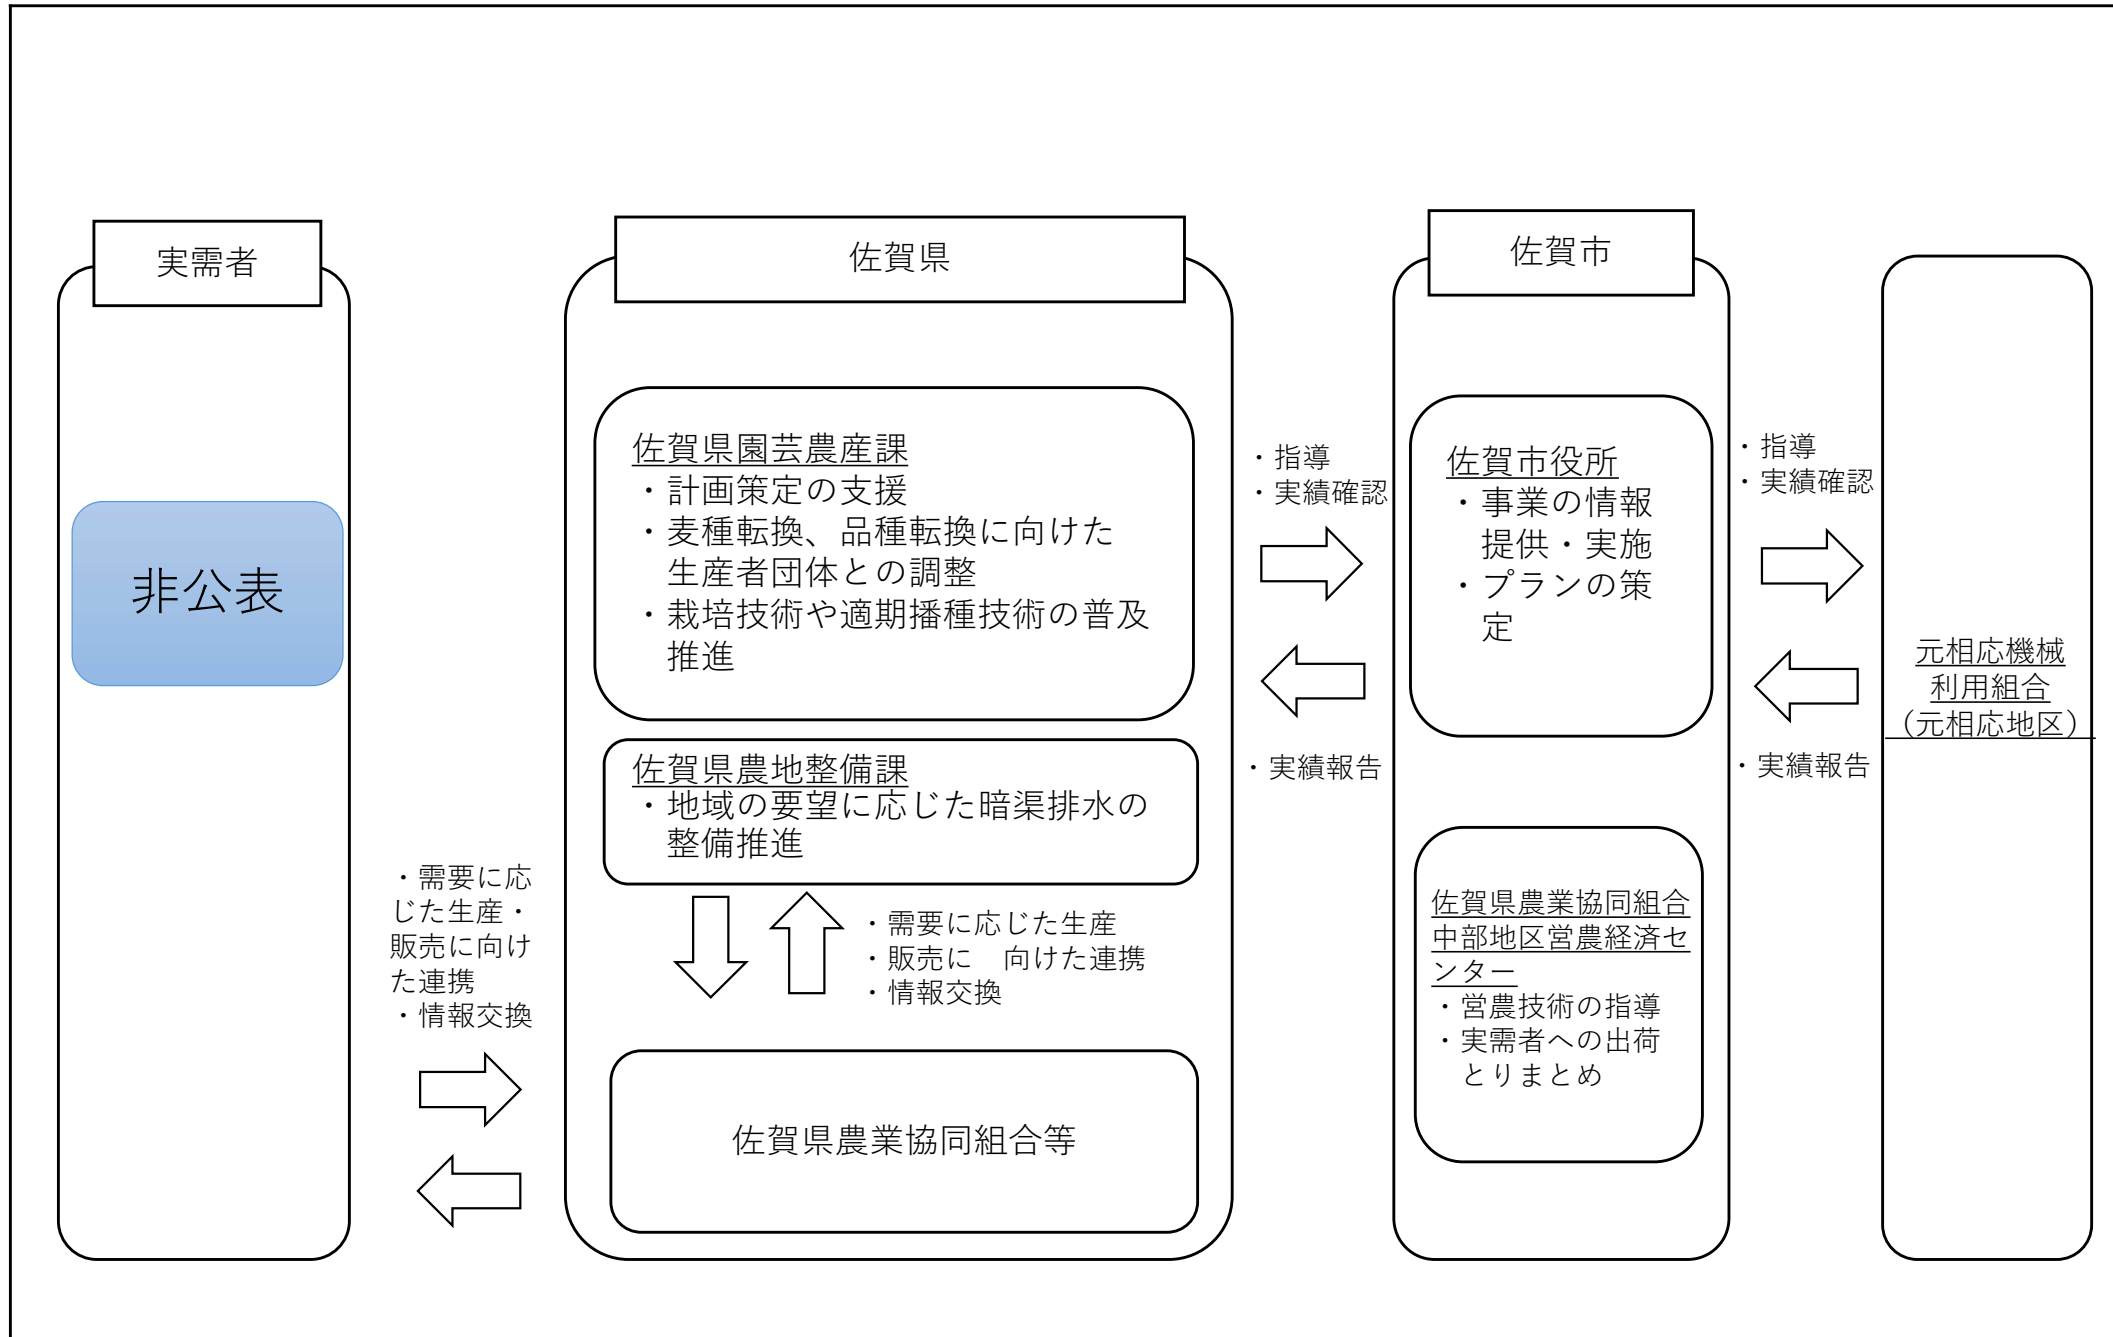 実需者
非公表
・需要に応
じた生産・
販売に向け
た連携
・情報交換
佐賀県
佐賀県園芸農産課
・計画策定の支援
・麦種転換、品種転換に向けた
生産者団体との調整
・栽培技術や適期播種技術の普及
推進
佐賀県農地整備課
・地域の要望に応じた暗渠排水の
整備推進
・需要に応じた生産
・販売に　向けた連携
・情報交換
佐賀県農業協同組合等
・指導
・実績確認
・実績報告
佐賀市
佐賀市役所
・事業の情報
提供・実施
・プランの策
定
佐賀県農業協同組合
中部地区営農経済セ
ンター
・営農技術の指導
・実需者への出荷
とりまとめ
・指導
・実績確認
・実績報告
元相応機械
利用組合
（元相応地区）